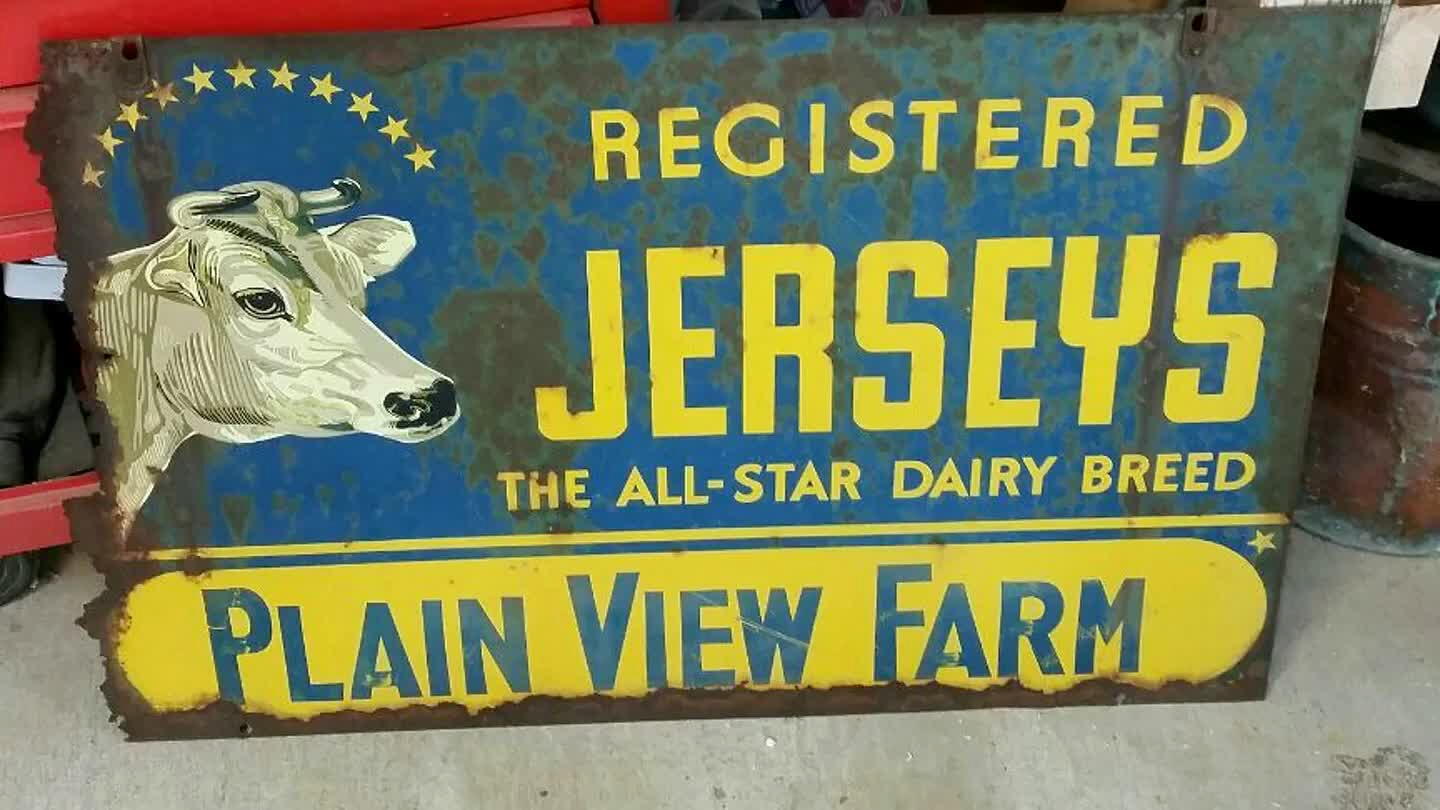 REGISTERED
JERSEYS
THE ALL-STAR DAIRY BREED
PLAIN VIEW FARM